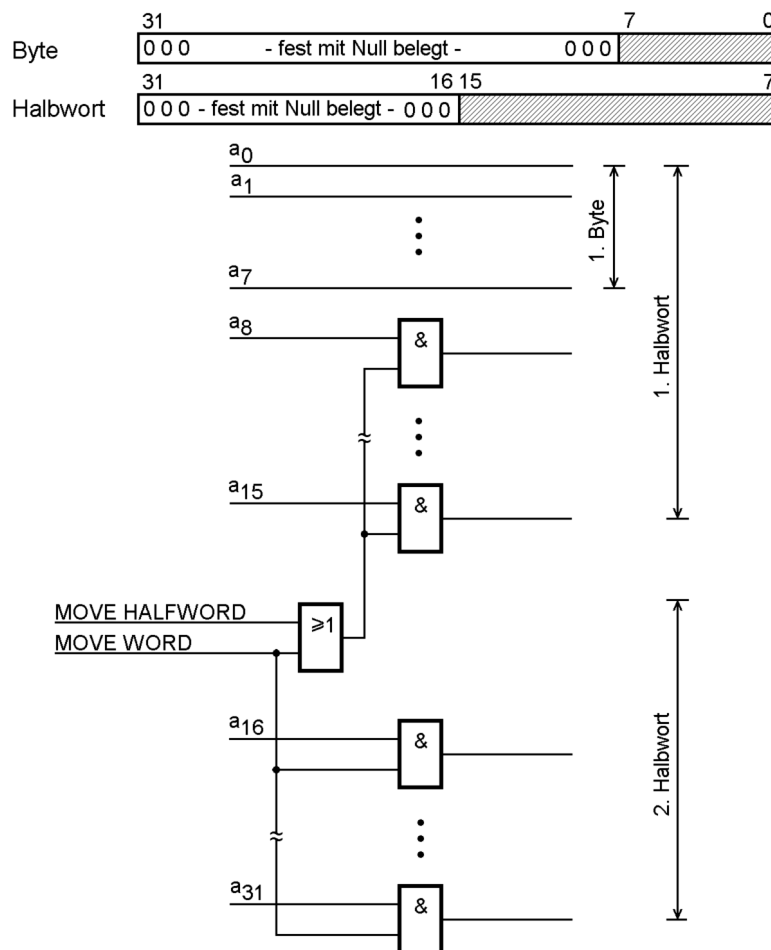 31 7 0
Byte 0 0 0 - fest mit Null belegt - 0 0 0
31 16 15 7
Halbwort 0 0 0 - fest mit Null belegt - 0 0 0
a0
a1
1. Byte
a7
a8
&
1. Halbwort
a15
&
MOVE HALFWORD
≥1
MOVE WORD
a16
&
2. Halbwort
a31
&